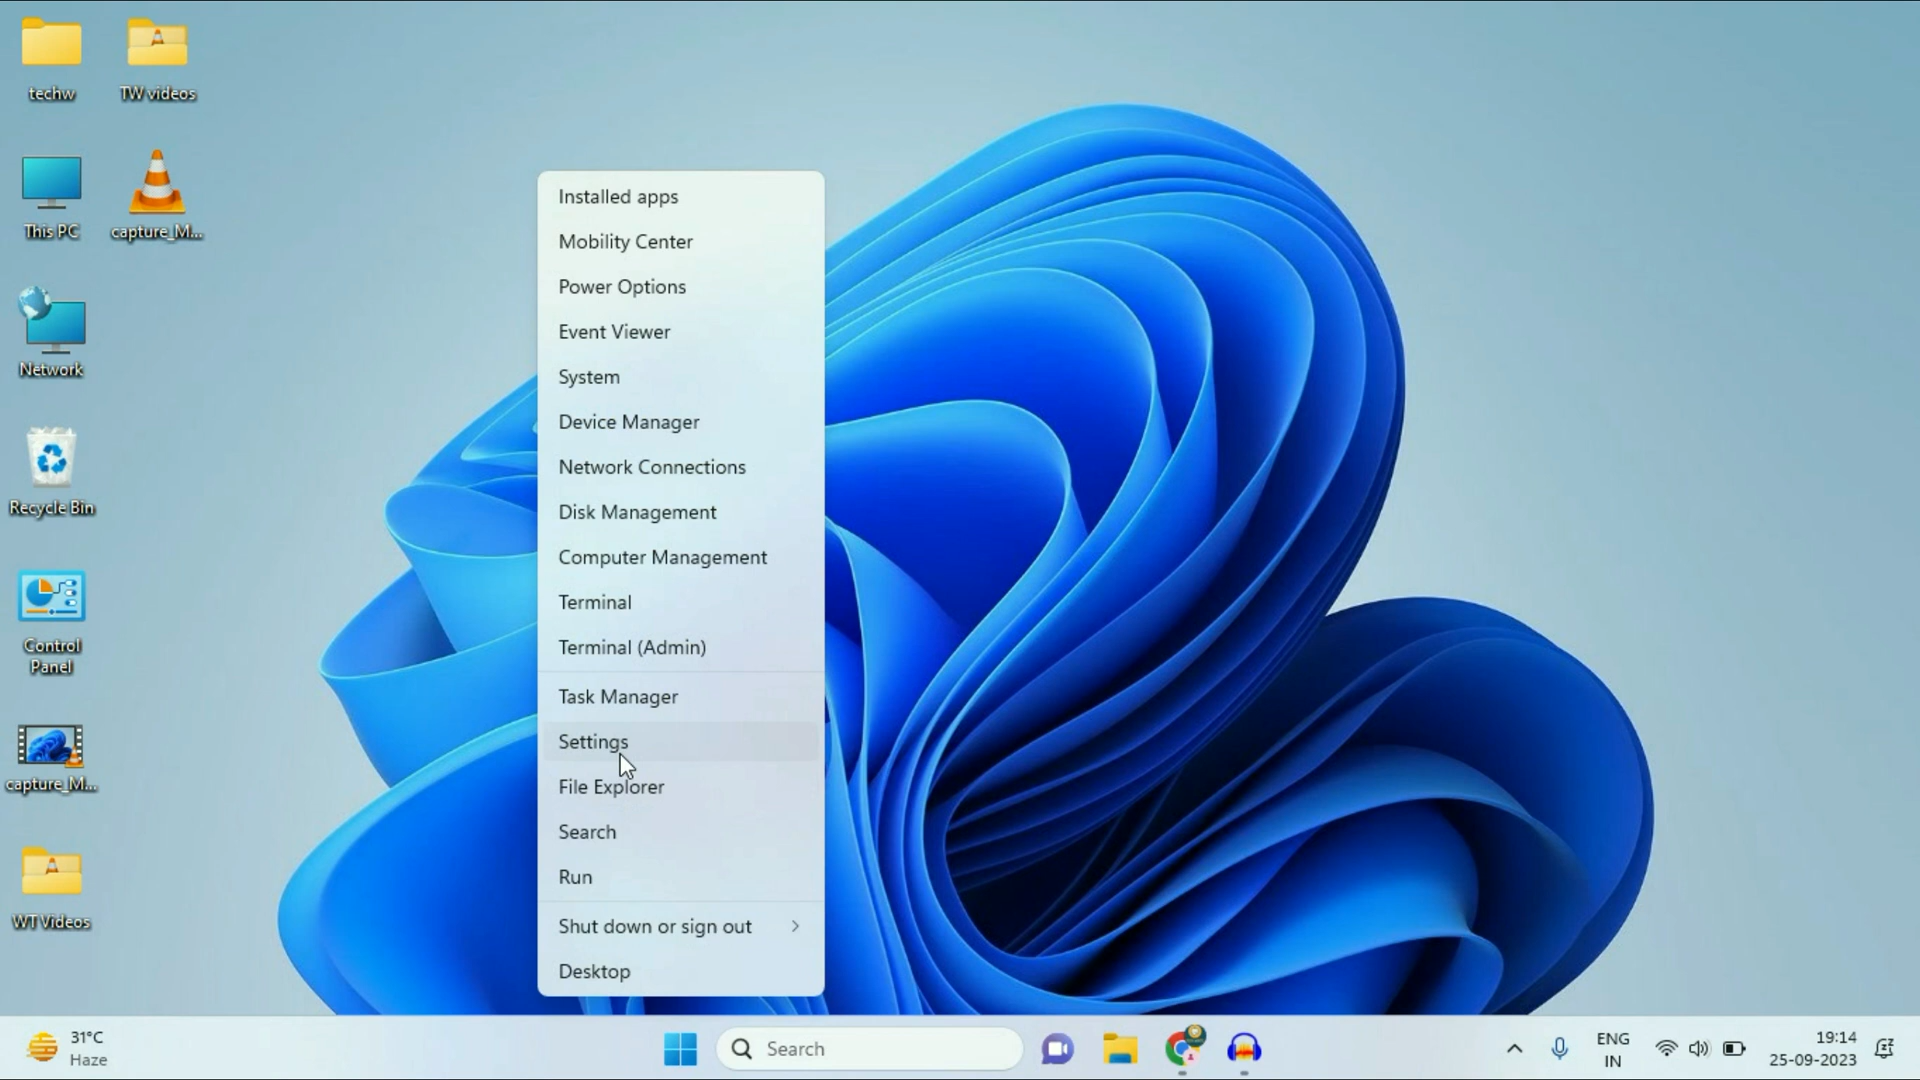 techw
TW videos
This PC
capture_M...
Network
Recycle Bin
Control
Panel
capture_M...
WT Videos
Installed apps
Mobility Center
Power Options
Event Viewer
System
Device Manager
Network Connections
Disk Management
Computer Management
Terminal
Terminal (Admin)
Task Manager
Settings
File Explorer
Search
Run
Shut down or sign out
Desktop
31°C
Haze
Search
ENG
IN
19:14
25-09-2023